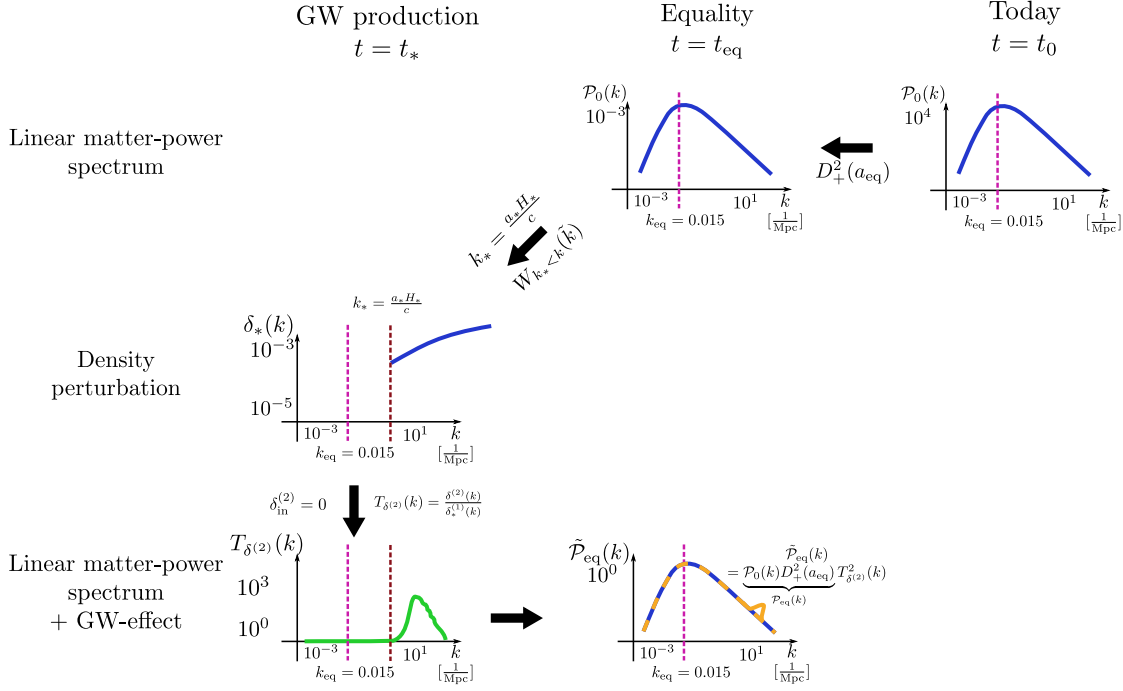 GW production
t = t_*
Equality
t = t_eq
Today
t = t_0
Linear matter-power
spectrum
P_0(k)
10^{-3}
10^{-3}
10^1
k
k_eq = 0.015
[1/Mpc]
D_+^2(a_eq)
P_0(k)
10^4
10^{-3}
10^1
k
k_eq = 0.015
[1/Mpc]
k_* = a_*H_*/c
W_{k_*<k}(k̃)
Density
perturbation
k_* = a_*H_*/c
δ_*(k)
10^{-3}
10^{-5}
10^{-3}
10^1
k
k_eq = 0.015
[1/Mpc]
δ_in^{(2)} = 0
T_{δ^{(2)}}(k) = δ^{(2)}(k)/δ_*^{(1)}(k)
Linear matter-power
spectrum
+ GW-effect
T_{δ^{(2)}}(k)
10^3
10^0
10^{-3}
10^1
k
k_eq = 0.015
[1/Mpc]
P̃_eq(k)
10^0
P̃_eq(k)
= P_0(k)D_+^2(a_eq) T_{δ^{(2)}}^2(k)
P_eq(k)
10^{-3}
10^1
k
k_eq = 0.015
[1/Mpc]